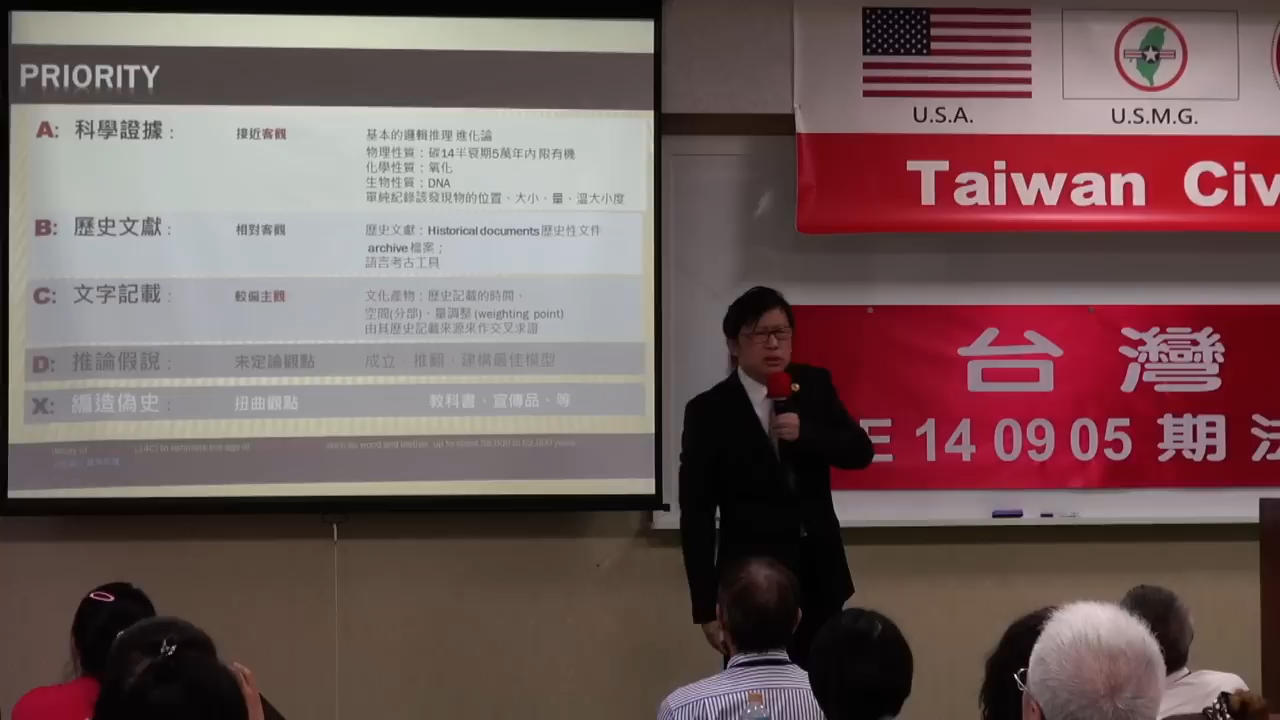 PRIORITY
A: 科學證據： 接近客觀 基本的邏輯推理 進化論
物理性質：碳14半衰期5萬年內限有機
化學性質：氧化
生物性質：DNA
單純紀錄該發現物的位置、大小、量、溫大小度
B: 歷史文獻： 相對客觀 歷史文獻：Historical documents 歷史性文件
archive 檔案；
語言考古工具
C: 文字記載： 較偏主觀 文化產物：歷史記載的時間、
空間(分部)、量調整 (weighting point)
由其歷史記載來源來作交叉求證
D: 推論假說： 未定論觀點 成立、推翻、建構最佳模型
X: 編造偽史： 扭曲觀點 教科書、宣傳品、等
U.S.A.
U.S.M.G.
Taiwan Civ
台灣
E 14 09 05 期 法